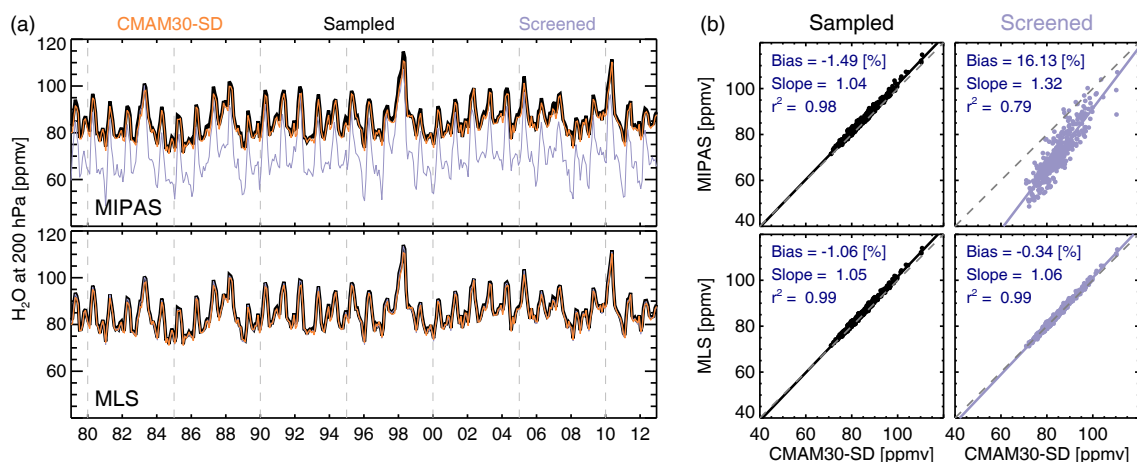 (a)
CMAM30-SD Sampled Screened
120
100
80
60
MIPAS
120
100
80
60
40
MLS
H₂O at 200 hPa [ppmv]
80 82 84 86 88 90 92 94 96 98 00 02 04 06 08 10 12
(b)
Sampled Screened
120
100
80
60
40
MIPAS [ppmv]
Bias = -1.49 [%]
Slope = 1.04
r² = 0.98
Bias = 16.13 [%]
Slope = 1.32
r² = 0.79
100
80
60
40
MLS [ppmv]
Bias = -1.06 [%]
Slope = 1.05
r² = 0.99
Bias = -0.34 [%]
Slope = 1.06
r² = 0.99
40 60 80 100
40 60 80 100 120
CMAM30-SD [ppmv] CMAM30-SD [ppmv]